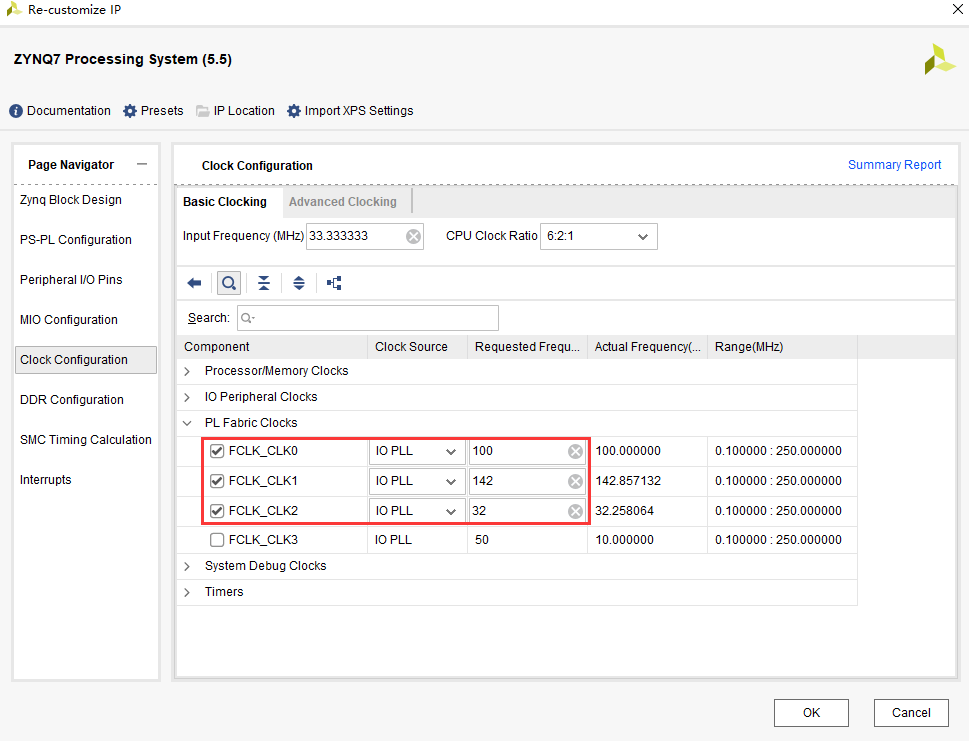 Re-customize IP
ZYNQ7 Processing System (5.5)
Documentation Presets IP Location Import XPS Settings
Page Navigator
Zynq Block Design
PS-PL Configuration
Peripheral I/O Pins
MIO Configuration
Clock Configuration
DDR Configuration
SMC Timing Calculation
Interrupts
Clock Configuration Summary Report
Basic Clocking Advanced Clocking
Input Frequency (MHz) 33.333333 CPU Clock Ratio 6:2:1
Search:
Component Clock Source Requested Frequ... Actual Frequency(... Range(MHz)
Processor/Memory Clocks
IO Peripheral Clocks
PL Fabric Clocks
FCLK_CLK0 IO PLL 100 100.000000 0.100000 : 250.000000
FCLK_CLK1 IO PLL 142 142.857132 0.100000 : 250.000000
FCLK_CLK2 IO PLL 32 32.258064 0.100000 : 250.000000
FCLK_CLK3 IO PLL 50 10.000000 0.100000 : 250.000000
System Debug Clocks
Timers
OK Cancel